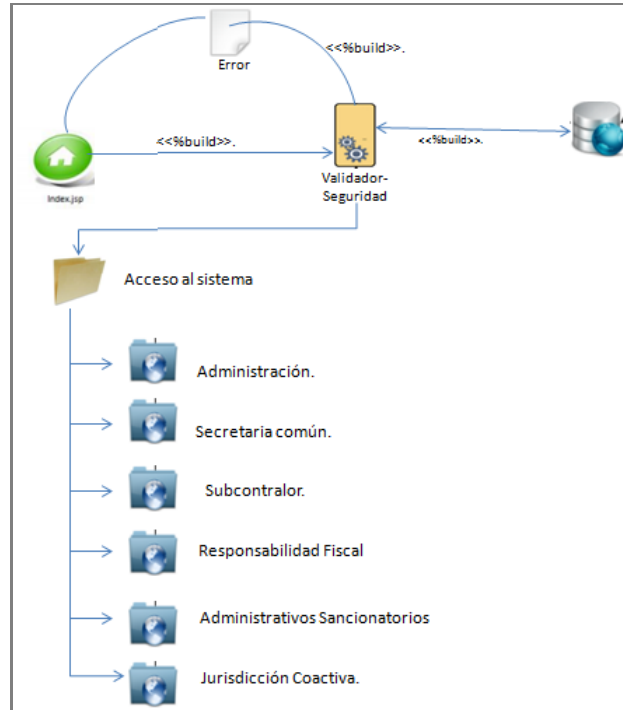 Error
<<%build>>.
<<%build>>.
<<%build>>.
Index.jsp
Validador-
Seguridad
Acceso al sistema
Administración.
Secretaria común.
Subcontralor.
Responsabilidad Fiscal
Administrativos Sancionatorios
Jurisdicción Coactiva.